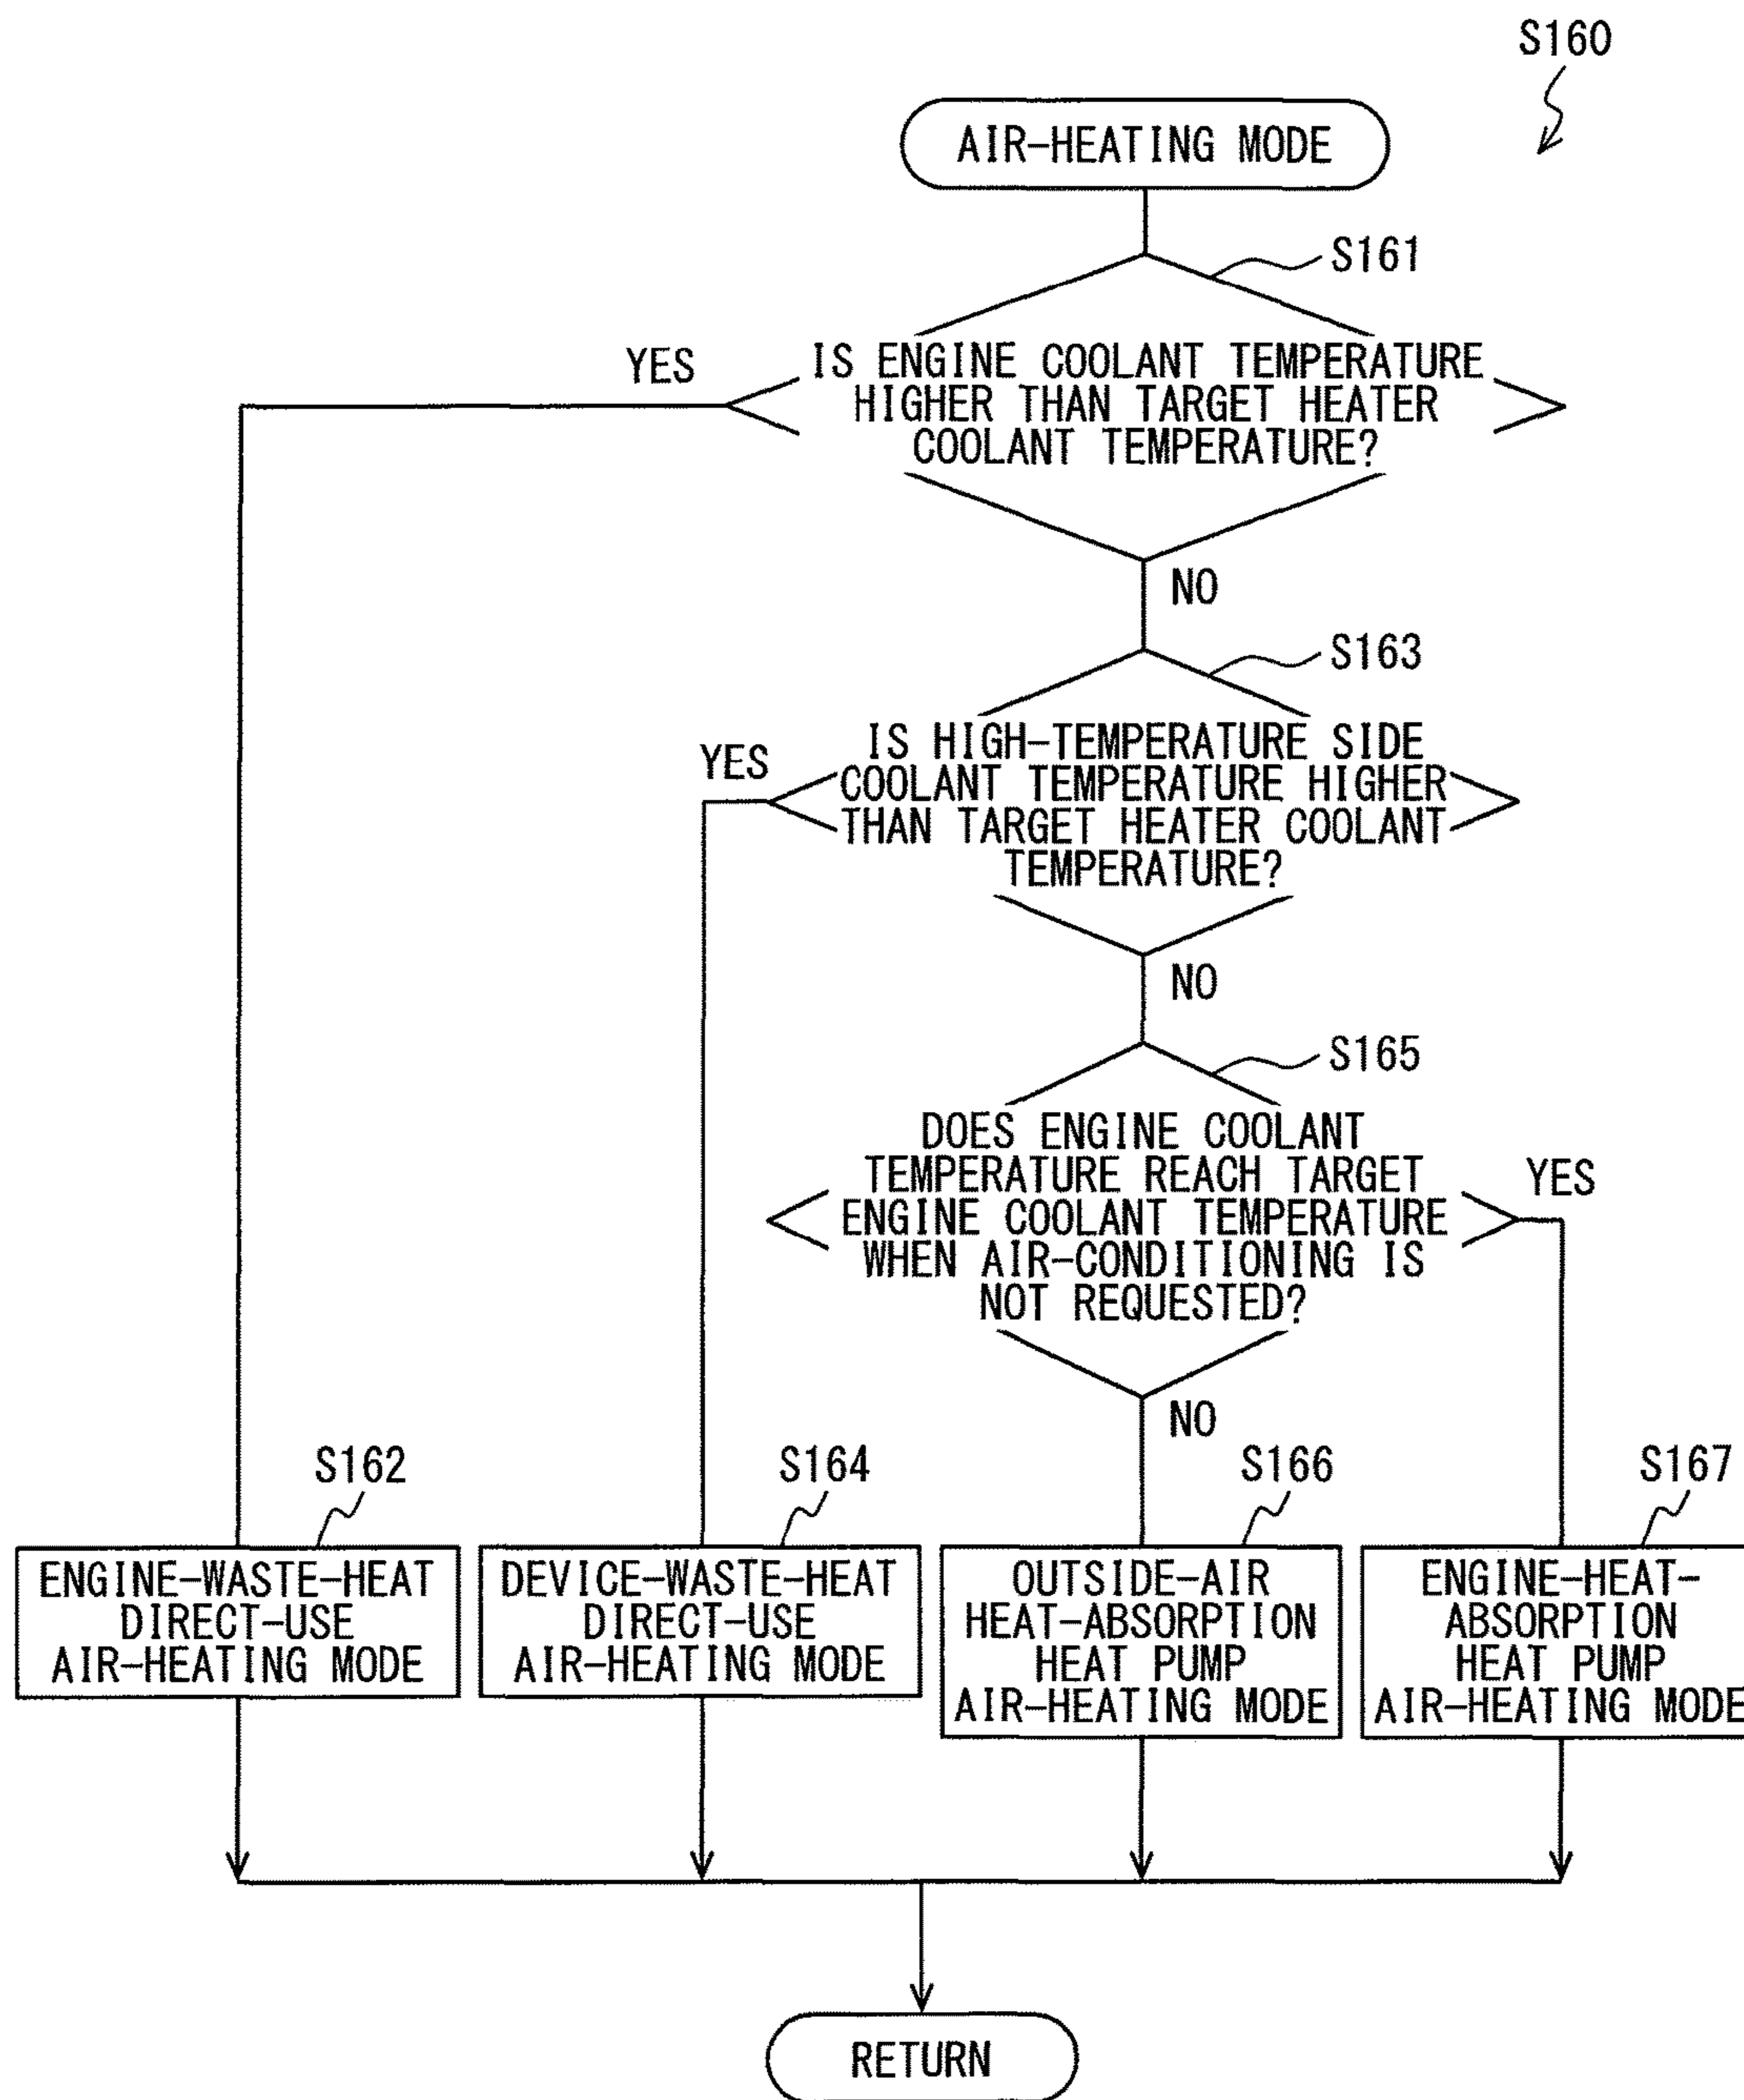 S160
AIR-HEATING MODE
S161
YES
IS ENGINE COOLANT TEMPERATURE
HIGHER THAN TARGET HEATER
COOLANT TEMPERATURE?
NO
S163
YES
IS HIGH-TEMPERATURE SIDE
COOLANT TEMPERATURE HIGHER
THAN TARGET HEATER COOLANT
TEMPERATURE?
NO
S165
DOES ENGINE COOLANT
TEMPERATURE REACH TARGET
ENGINE COOLANT TEMPERATURE
WHEN AIR-CONDITIONING IS
NOT REQUESTED?
YES
NO
S162
ENGINE-WASTE-HEAT
DIRECT-USE
AIR-HEATING MODE
S164
DEVICE-WASTE-HEAT
DIRECT-USE
AIR-HEATING MODE
S166
OUTSIDE-AIR
HEAT-ABSORPTION
HEAT PUMP
AIR-HEATING MODE
S167
ENGINE-HEAT-
ABSORPTION
HEAT PUMP
AIR-HEATING MODE
RETURN